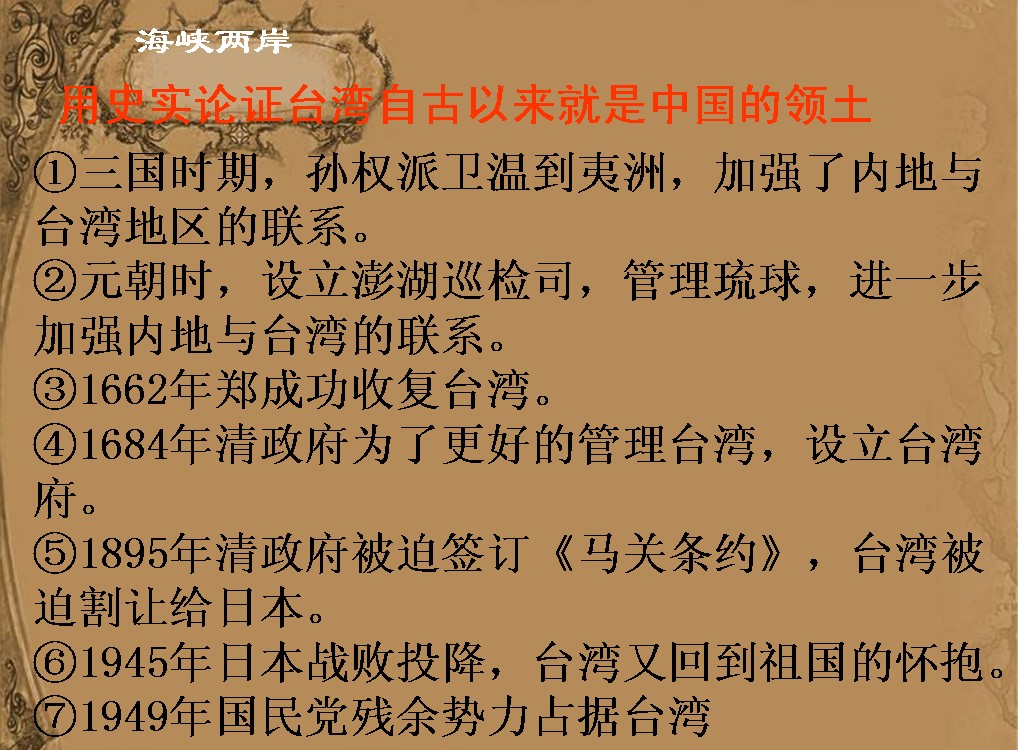 海峡两岸
用史实论证台湾自古以来就是中国的领土
①三国时期，孙权派卫温到夷洲，加强了内地与
台湾地区的联系。
②元朝时，设立澎湖巡检司，管理琉球，进一步
加强内地与台湾的联系。
③1662年郑成功收复台湾。
④1684年清政府为了更好的管理台湾，设立台湾
府。
⑤1895年清政府被迫签订《马关条约》，台湾被
迫割让给日本。
⑥1945年日本战败投降，台湾又回到祖国的怀抱。
⑦1949年国民党残余势力占据台湾